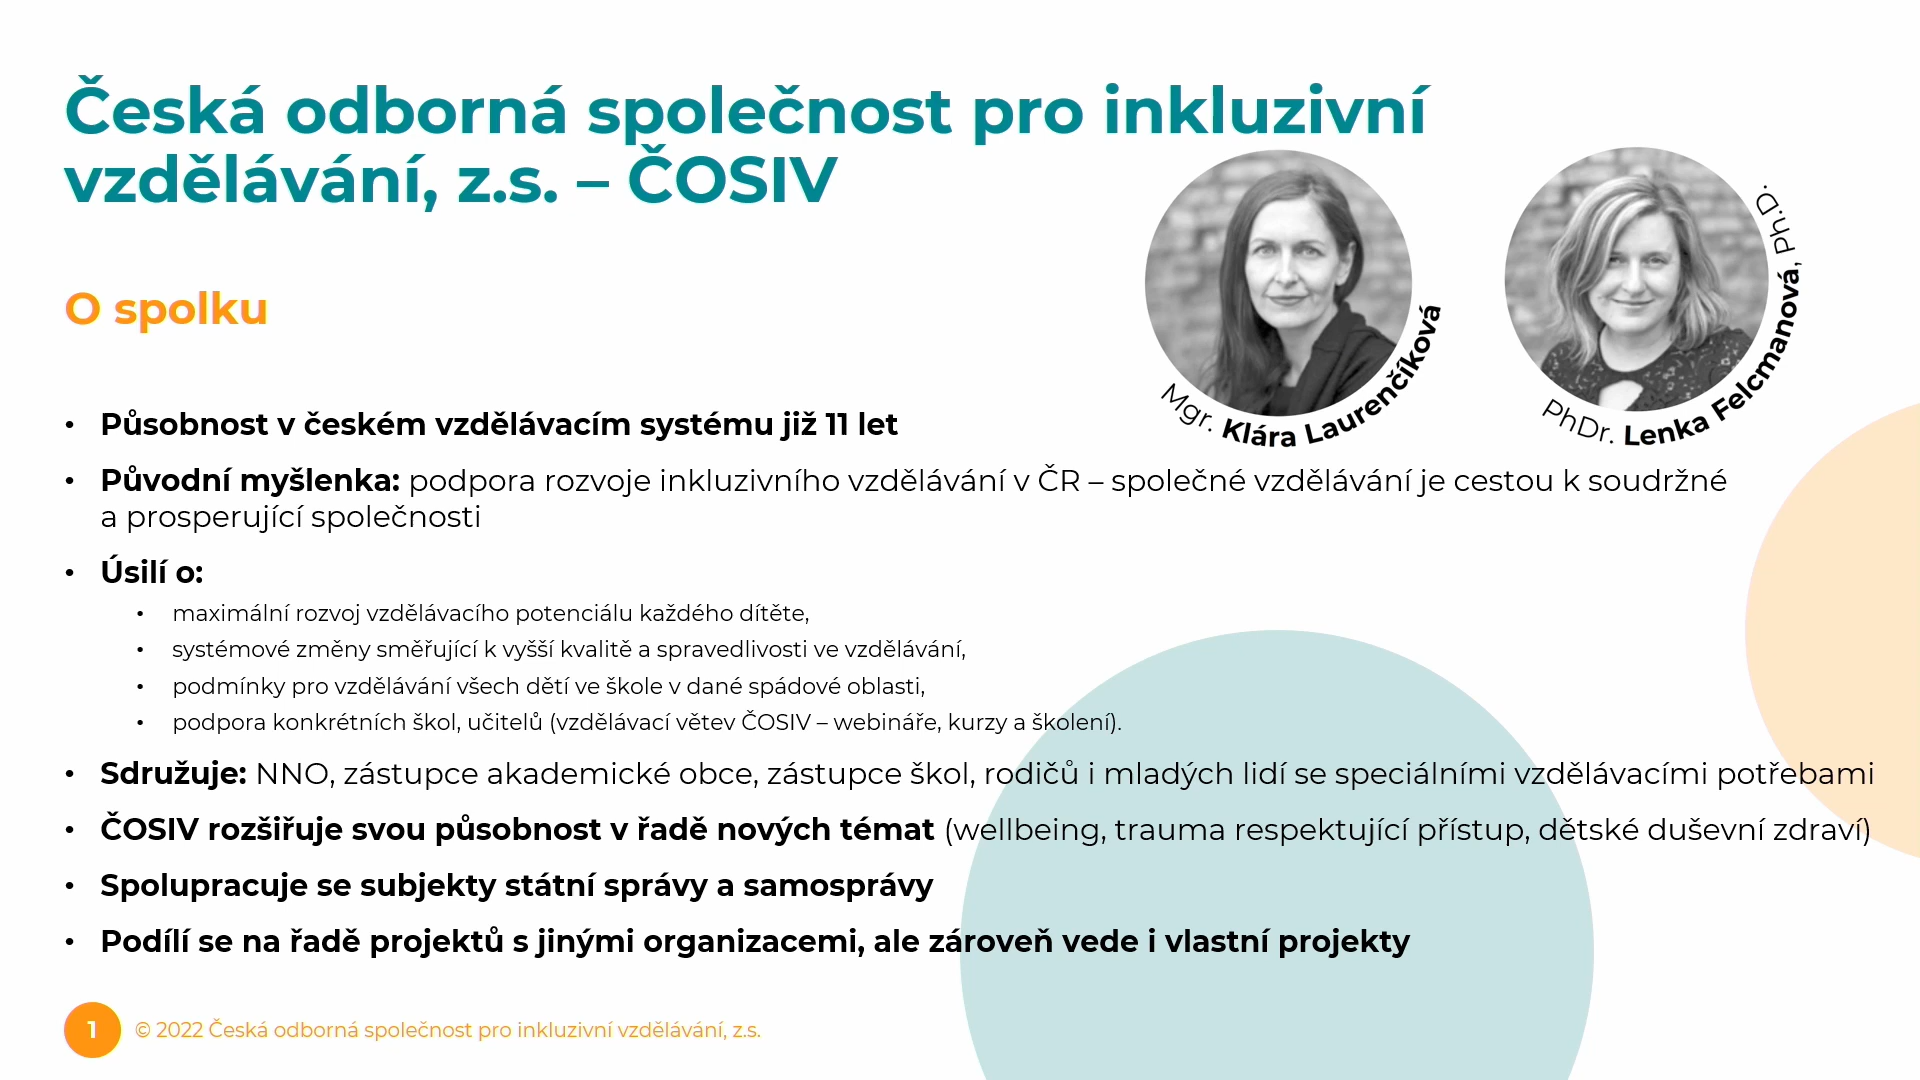 Česká odborná společnost pro inkluzivní
vzdělávání, z.s. – ČOSIV
Mgr. Klára Laurenčíková
PhDr. Lenka Felcmanová, Ph.D.
O spolku
• Působnost v českém vzdělávacím systému již 11 let
• Původní myšlenka: podpora rozvoje inkluzivního vzdělávání v ČR – společné vzdělávání je cestou k soudržné
a prosperující společnosti
• Úsilí o:
• maximální rozvoj vzdělávacího potenciálu každého dítěte,
• systémové změny směřující k vyšší kvalitě a spravedlivosti ve vzdělávání,
• podmínky pro vzdělávání všech dětí ve škole v dané spádové oblasti,
• podpora konkrétních škol, učitelů (vzdělávací větev ČOSIV – webináře, kurzy a školení).
• Sdružuje: NNO, zástupce akademické obce, zástupce škol, rodičů i mladých lidí se speciálními vzdělávacími potřebami
• ČOSIV rozšiřuje svou působnost v řadě nových témat (wellbeing, trauma respektující přístup, dětské duševní zdraví)
• Spolupracuje se subjekty státní správy a samosprávy
• Podílí se na řadě projektů s jinými organizacemi, ale zároveň vede i vlastní projekty
1 © 2022 Česká odborná společnost pro inkluzivní vzdělávání, z.s.